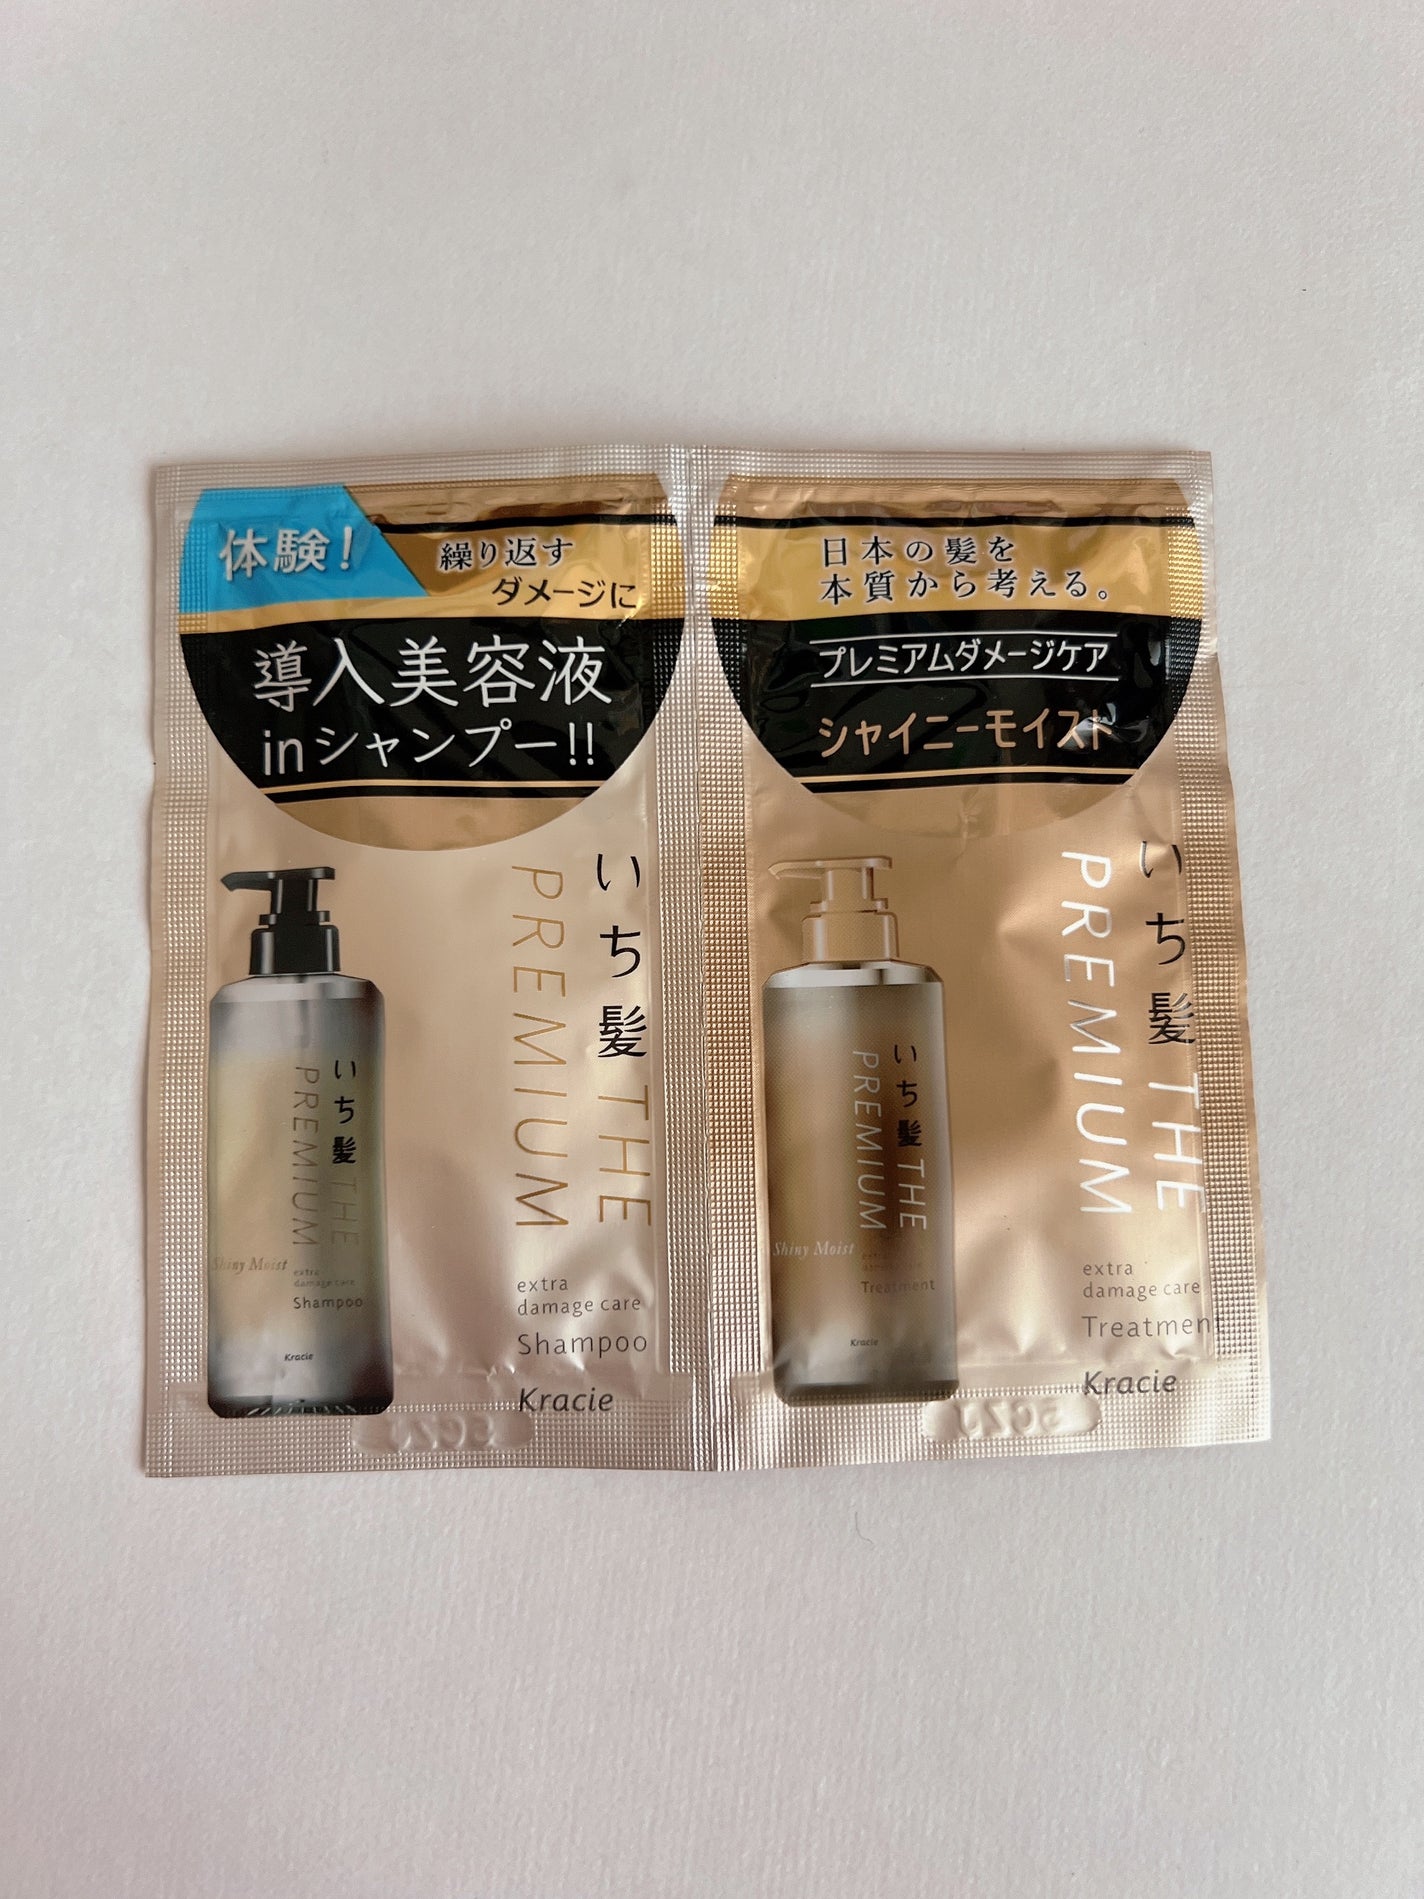 体験!
繰り返す
ダメージに
導入美容液
inシャンプー!!
いち髪 THE
PREMIUM
extra
damage care
Shampoo
Kracie
いち髪 THE
PREMIUM
Shiny Moist
extra
damage care
Shampoo
Kracie
日本の髪を
本質から考える。
プレミアムダメージケア
シャイニーモイスト
いち髪 THE
PREMIUM
extra
damage care
Treatment
Kracie
いち髪 THE
PREMIUM
Shiny Moist
Treatment
Kracie